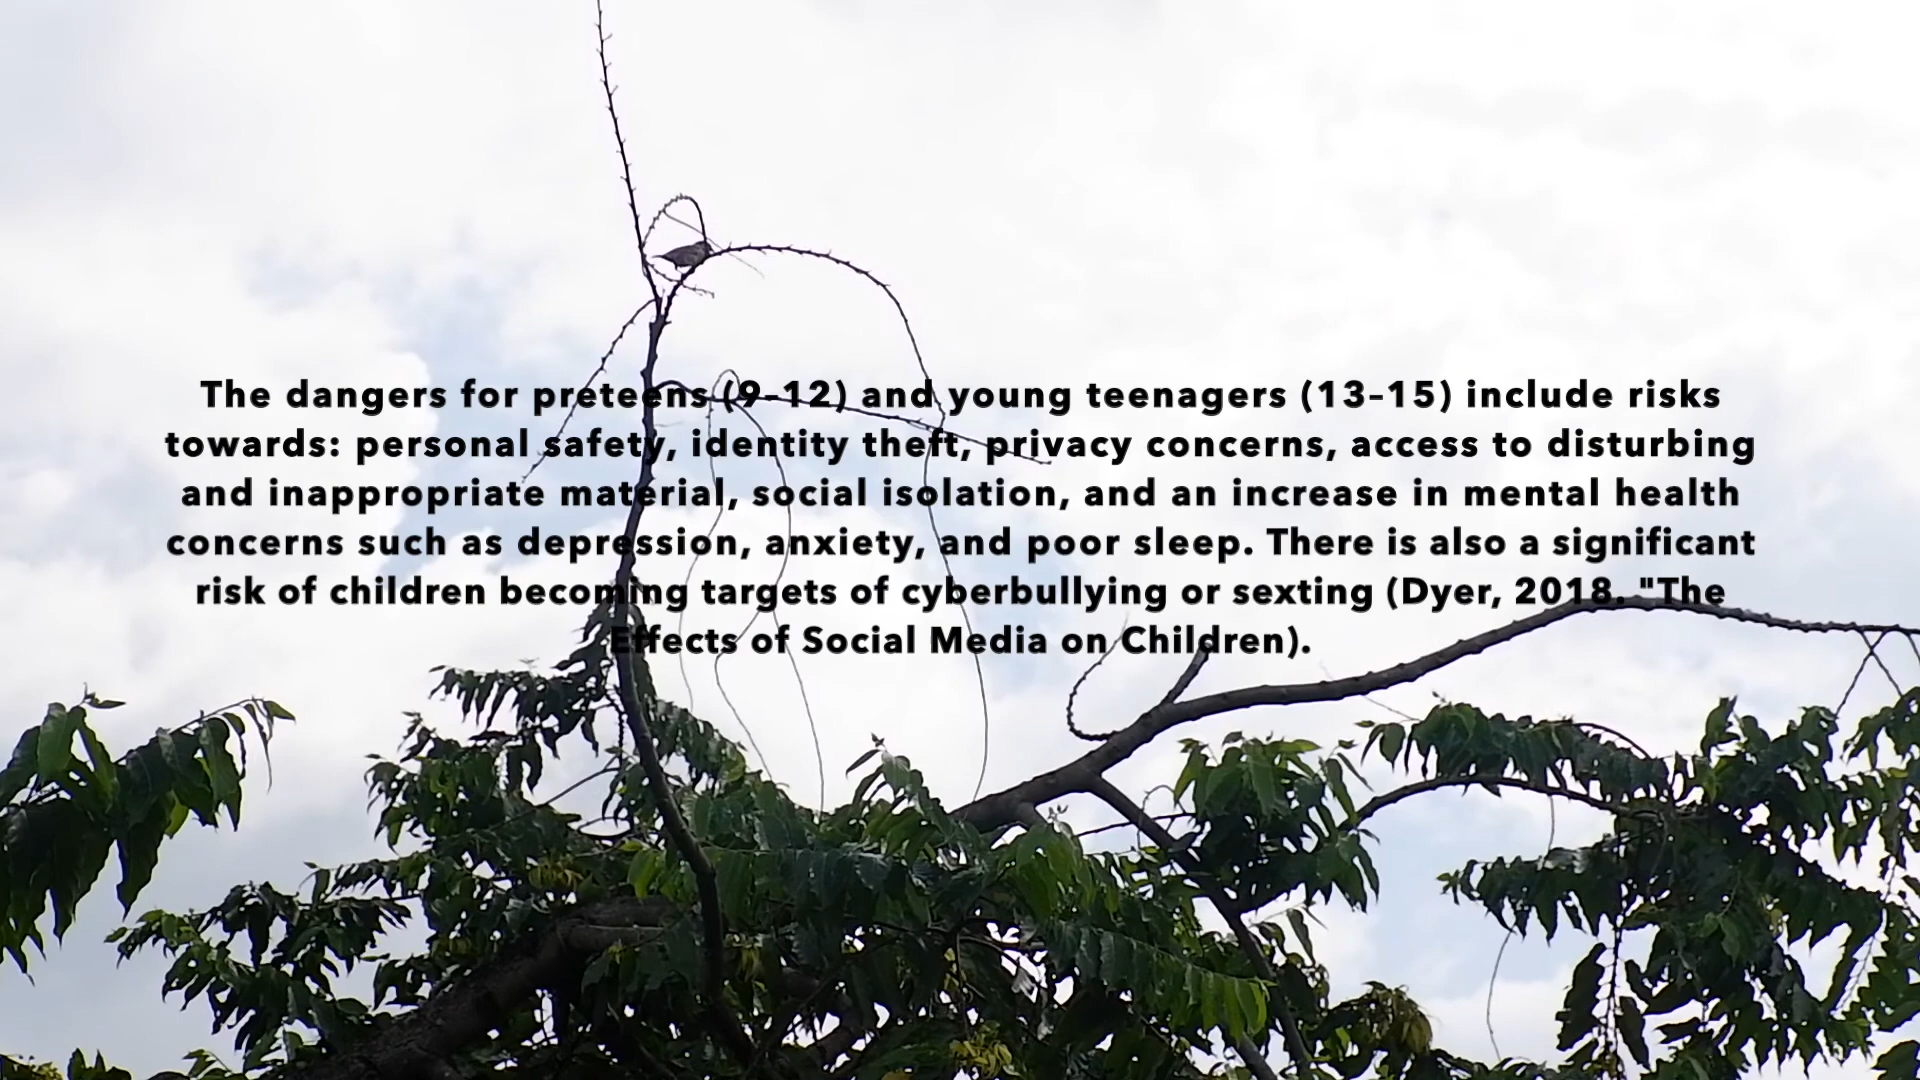 The dangers for preteens (9–12) and young teenagers (13–15) include risks
towards: personal safety, identity theft, privacy concerns, access to disturbing
and inappropriate material, social isolation, and an increase in mental health
concerns such as depression, anxiety, and poor sleep. There is also a significant
risk of children becoming targets of cyberbullying or sexting (Dyer, 2018. "The
Effects of Social Media on Children).